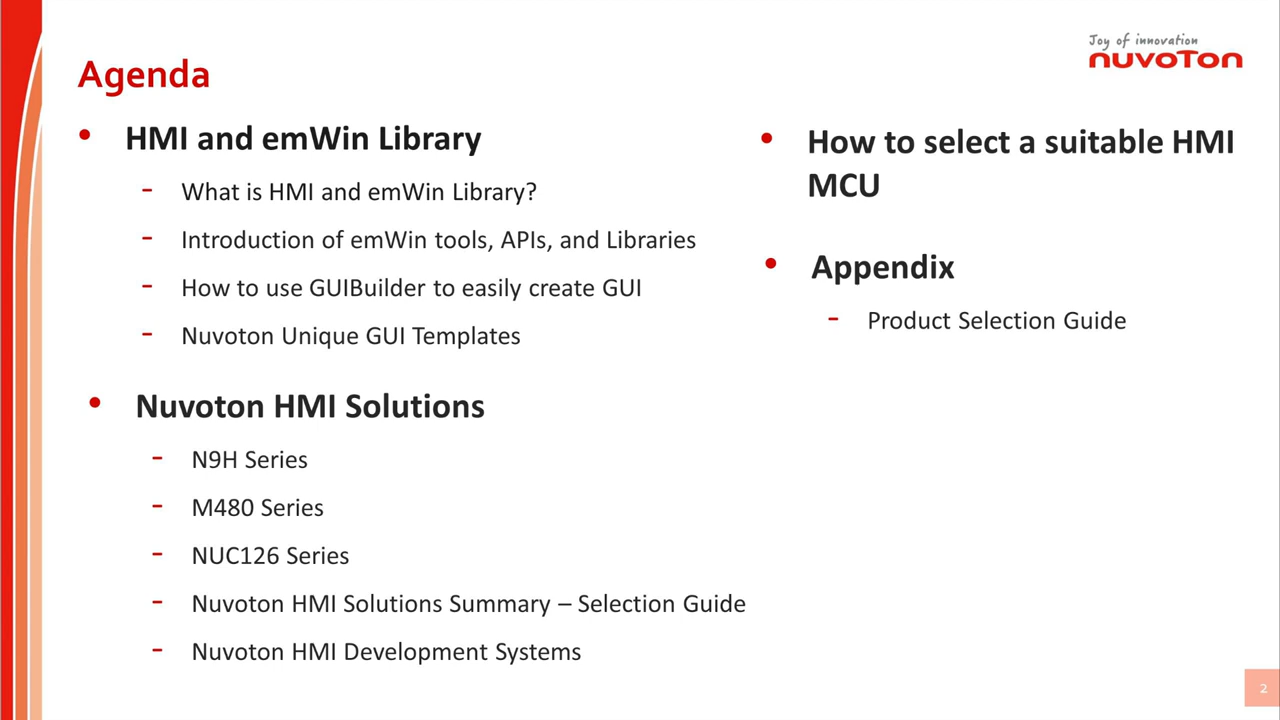 Joy of innovation
nuvoTon
Agenda
• HMI and emWin Library
- What is HMI and emWin Library?
- Introduction of emWin tools, APIs, and Libraries
- How to use GUIBuilder to easily create GUI
- Nuvoton Unique GUI Templates
• Nuvoton HMI Solutions
- N9H Series
- M480 Series
- NUC126 Series
- Nuvoton HMI Solutions Summary – Selection Guide
- Nuvoton HMI Development Systems
• How to select a suitable HMI
MCU
• Appendix
- Product Selection Guide
2